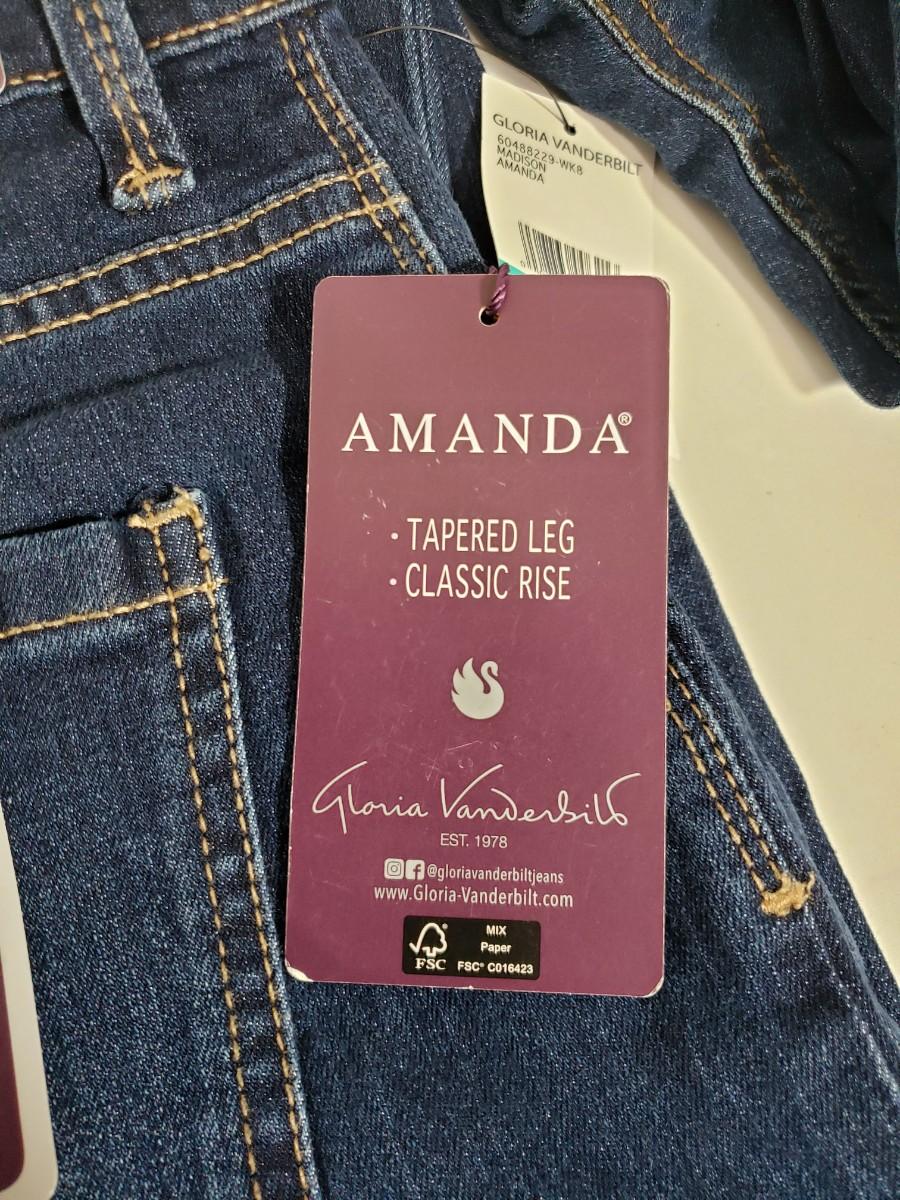 GLORIA VANDERBILT
60488229-WK8
MADISON
AMANDA
AMANDA®
· TAPERED LEG
· CLASSIC RISE
Gloria Vanderbilt
EST. 1978
@gloriavanderbiltjeans
www.Gloria-Vanderbilt.com
FSC
MIX
Paper
FSC® C016423